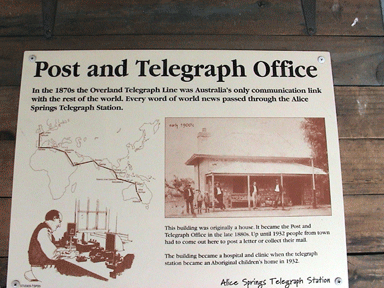 Post and Telegraph Office
In the 1870s the Overland Telegraph Line was Australia's only communication link
with the rest of the world. Every word of world news passed through the Alice
Springs Telegraph Station.
early 1900s
This building was originally a house. It became the Post and
Telegraph Office in the late 1880s. Up until 1932 people from town
had to come out here to post a letter or collect their mail.
The building became a hospital and clinic when the telegraph
station became an Aboriginal children's home in 1932.
Alice Springs Telegraph Station